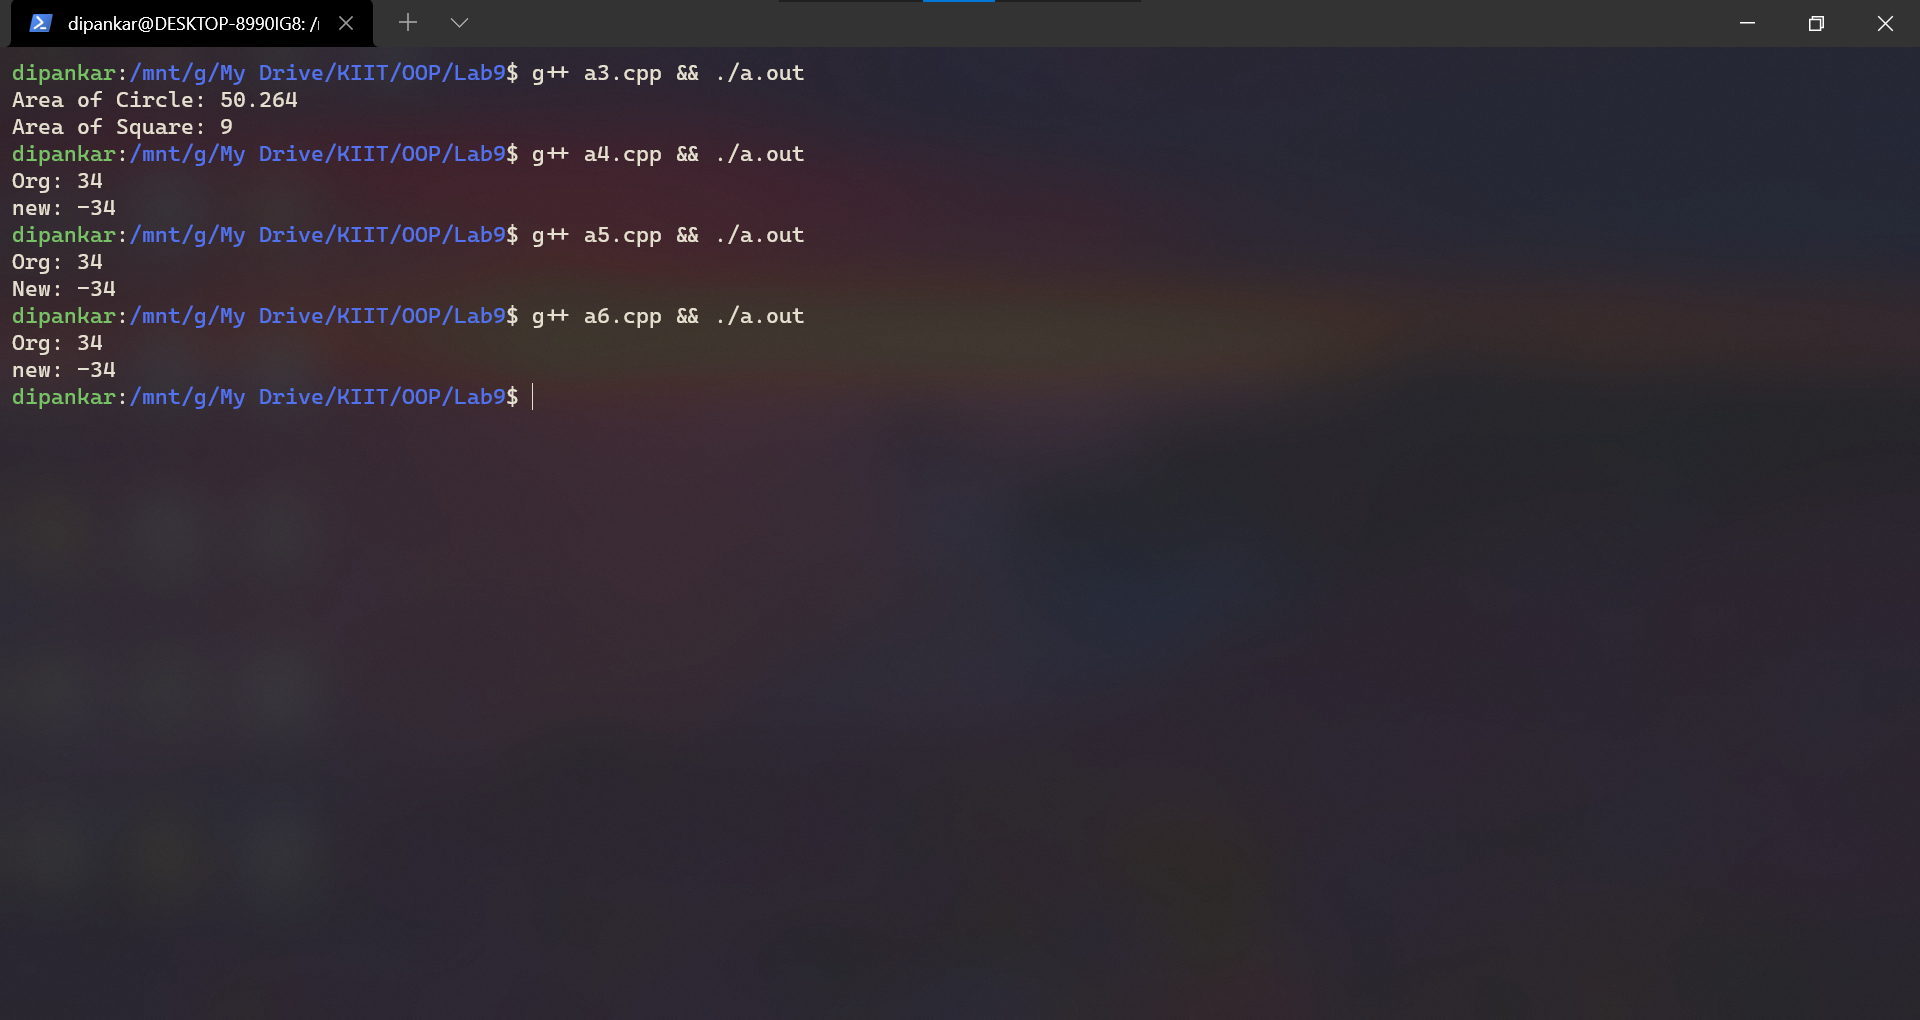 dipankar@DESKTOP-8990IG8: /
dipankar:/mnt/g/My Drive/KIIT/OOP/Lab9$ g++ a3.cpp && ./a.out
Area of Circle: 50.264
Area of Square: 9
dipankar:/mnt/g/My Drive/KIIT/OOP/Lab9$ g++ a4.cpp && ./a.out
Org: 34
new: -34
dipankar:/mnt/g/My Drive/KIIT/OOP/Lab9$ g++ a5.cpp && ./a.out
Org: 34
New: -34
dipankar:/mnt/g/My Drive/KIIT/OOP/Lab9$ g++ a6.cpp && ./a.out
Org: 34
new: -34
dipankar:/mnt/g/My Drive/KIIT/OOP/Lab9$